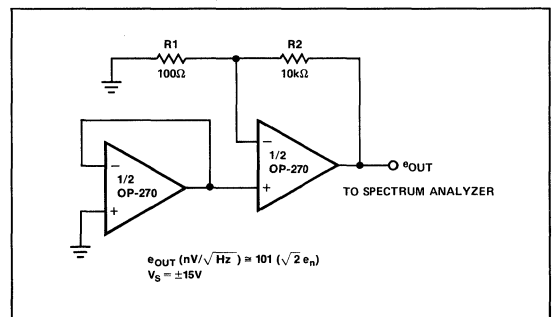 R1
100Ω
R2
10kΩ
−
1/2
OP-270
+
−
1/2
OP-270
+
eOUT
TO SPECTRUM ANALYZER
eOUT (nV/√Hz) ≅ 101 (√2 en)
VS = ±15V